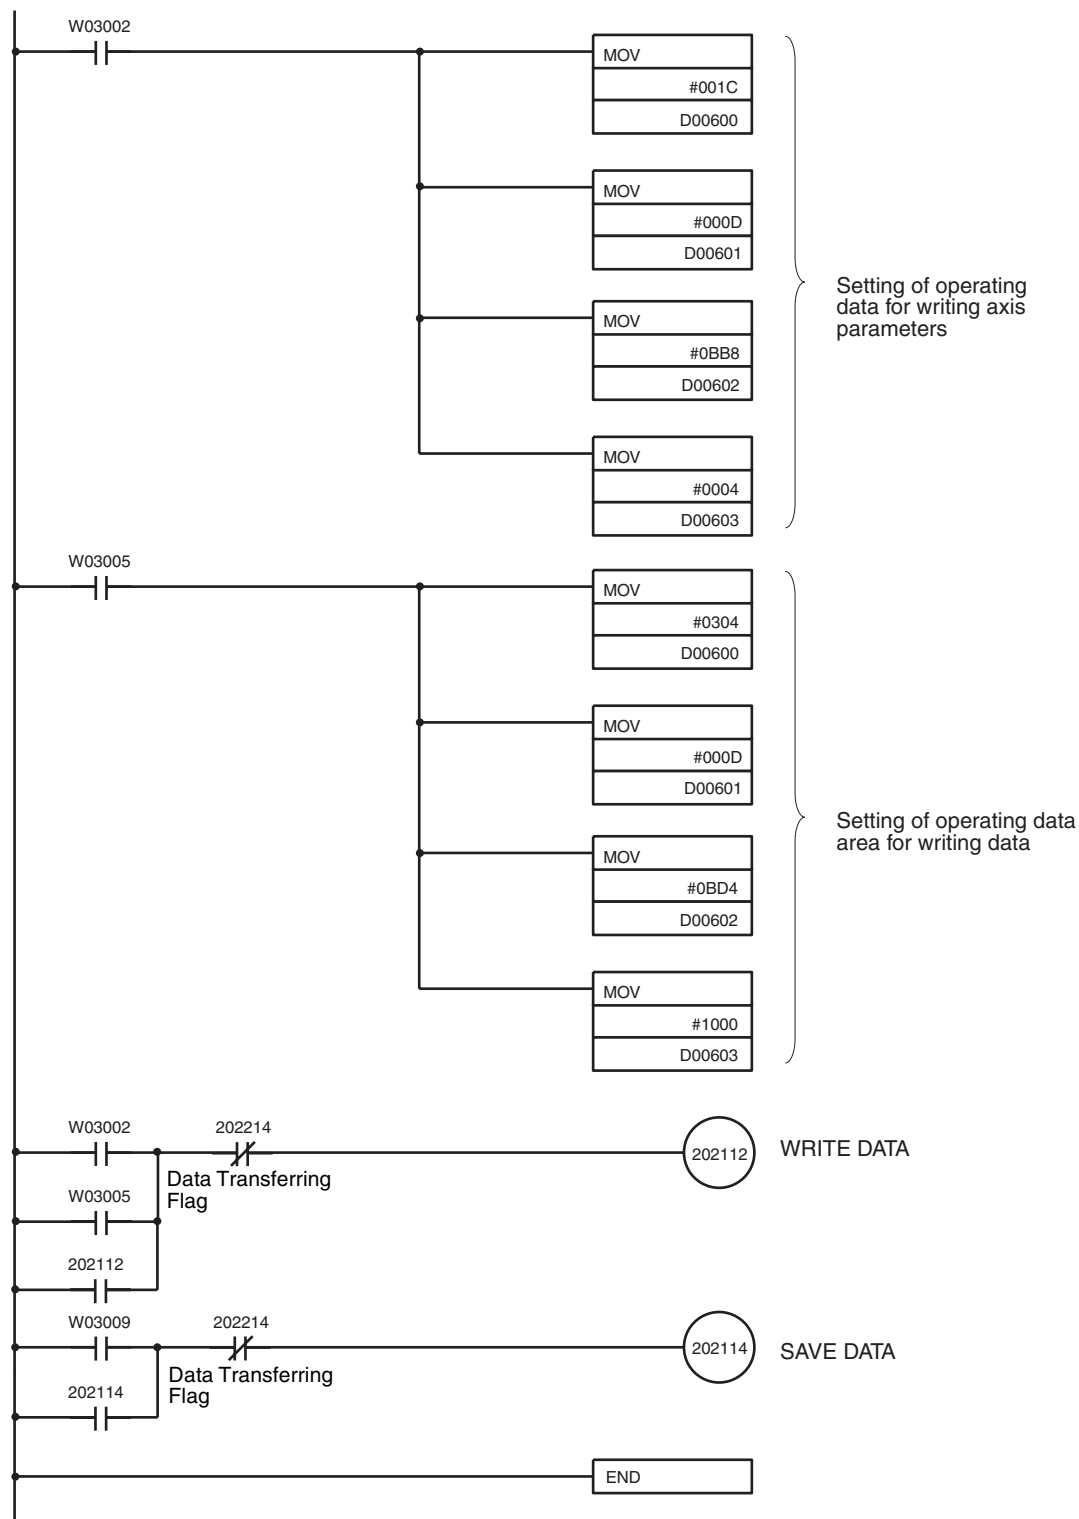 W03002
MOV
#001C
D00600
MOV
#000D
D00601
MOV
#0BB8
D00602
MOV
#0004
D00603
Setting of operating
data for writing axis
parameters
W03005
MOV
#0304
D00600
MOV
#000D
D00601
MOV
#0BD4
D00602
MOV
#1000
D00603
Setting of operating data
area for writing data
W03002
202214
Data Transferring
Flag
202112
WRITE DATA
W03005
202112
W03009
202214
Data Transferring
Flag
202114
SAVE DATA
202114
END